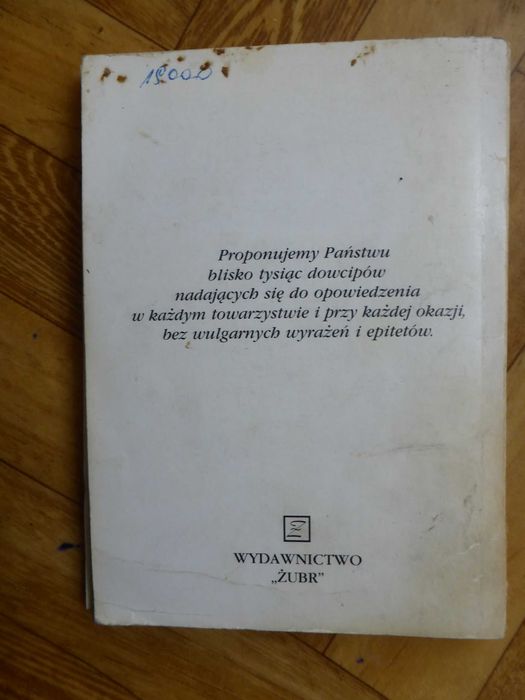 15000
Proponujemy Państwu
blisko tysiąc dowcipów
nadających się do opowiedzenia
w każdym towarzystwie i przy każdej okazji,
bez wulgarnych wyrażeń i epitetów.
Ż
WYDAWNICTWO
„ŻUBR”